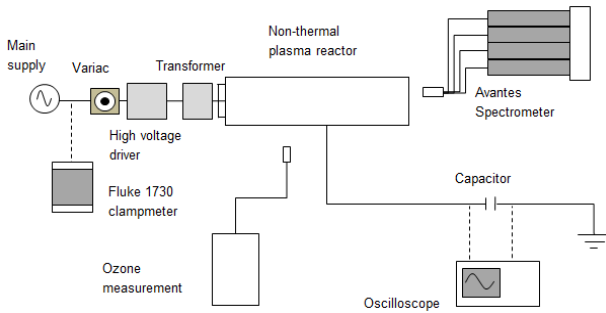 Non-thermal
plasma reactor
Main
supply
Variac
Transformer
Avantes
Spectrometer
High voltage
driver
Fluke 1730
clampmeter
Capacitor
Ozone
measurement
Oscilloscope